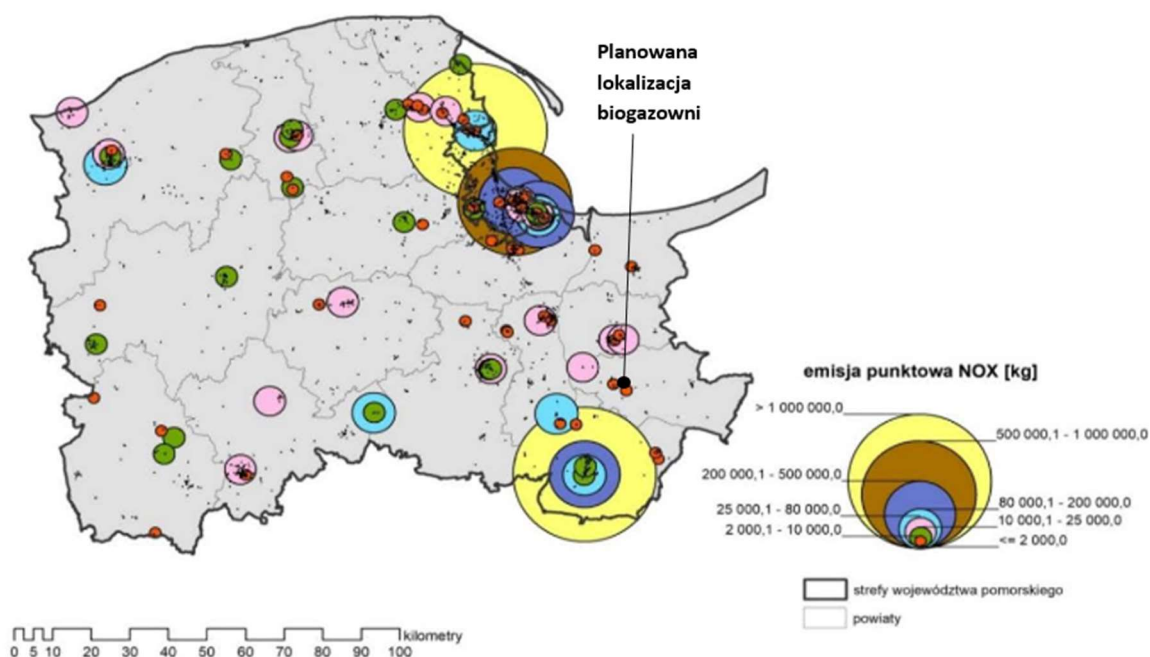 Planowana
lokalizacja
biogazowni
emisja punktowa NOX [kg]
> 1 000 000,0
500 000,1 - 1 000 000,0
200 000,1 - 500 000,0
80 000,1 - 200 000,0
25 000,1 - 80 000,0
10 000,1 - 25 000,0
2 000,1 - 10 000,0
<= 2 000,0
strefy województwa pomorskiego
powiaty
kilometry
0 5 10 20 30 40 50 60 70 80 90 100